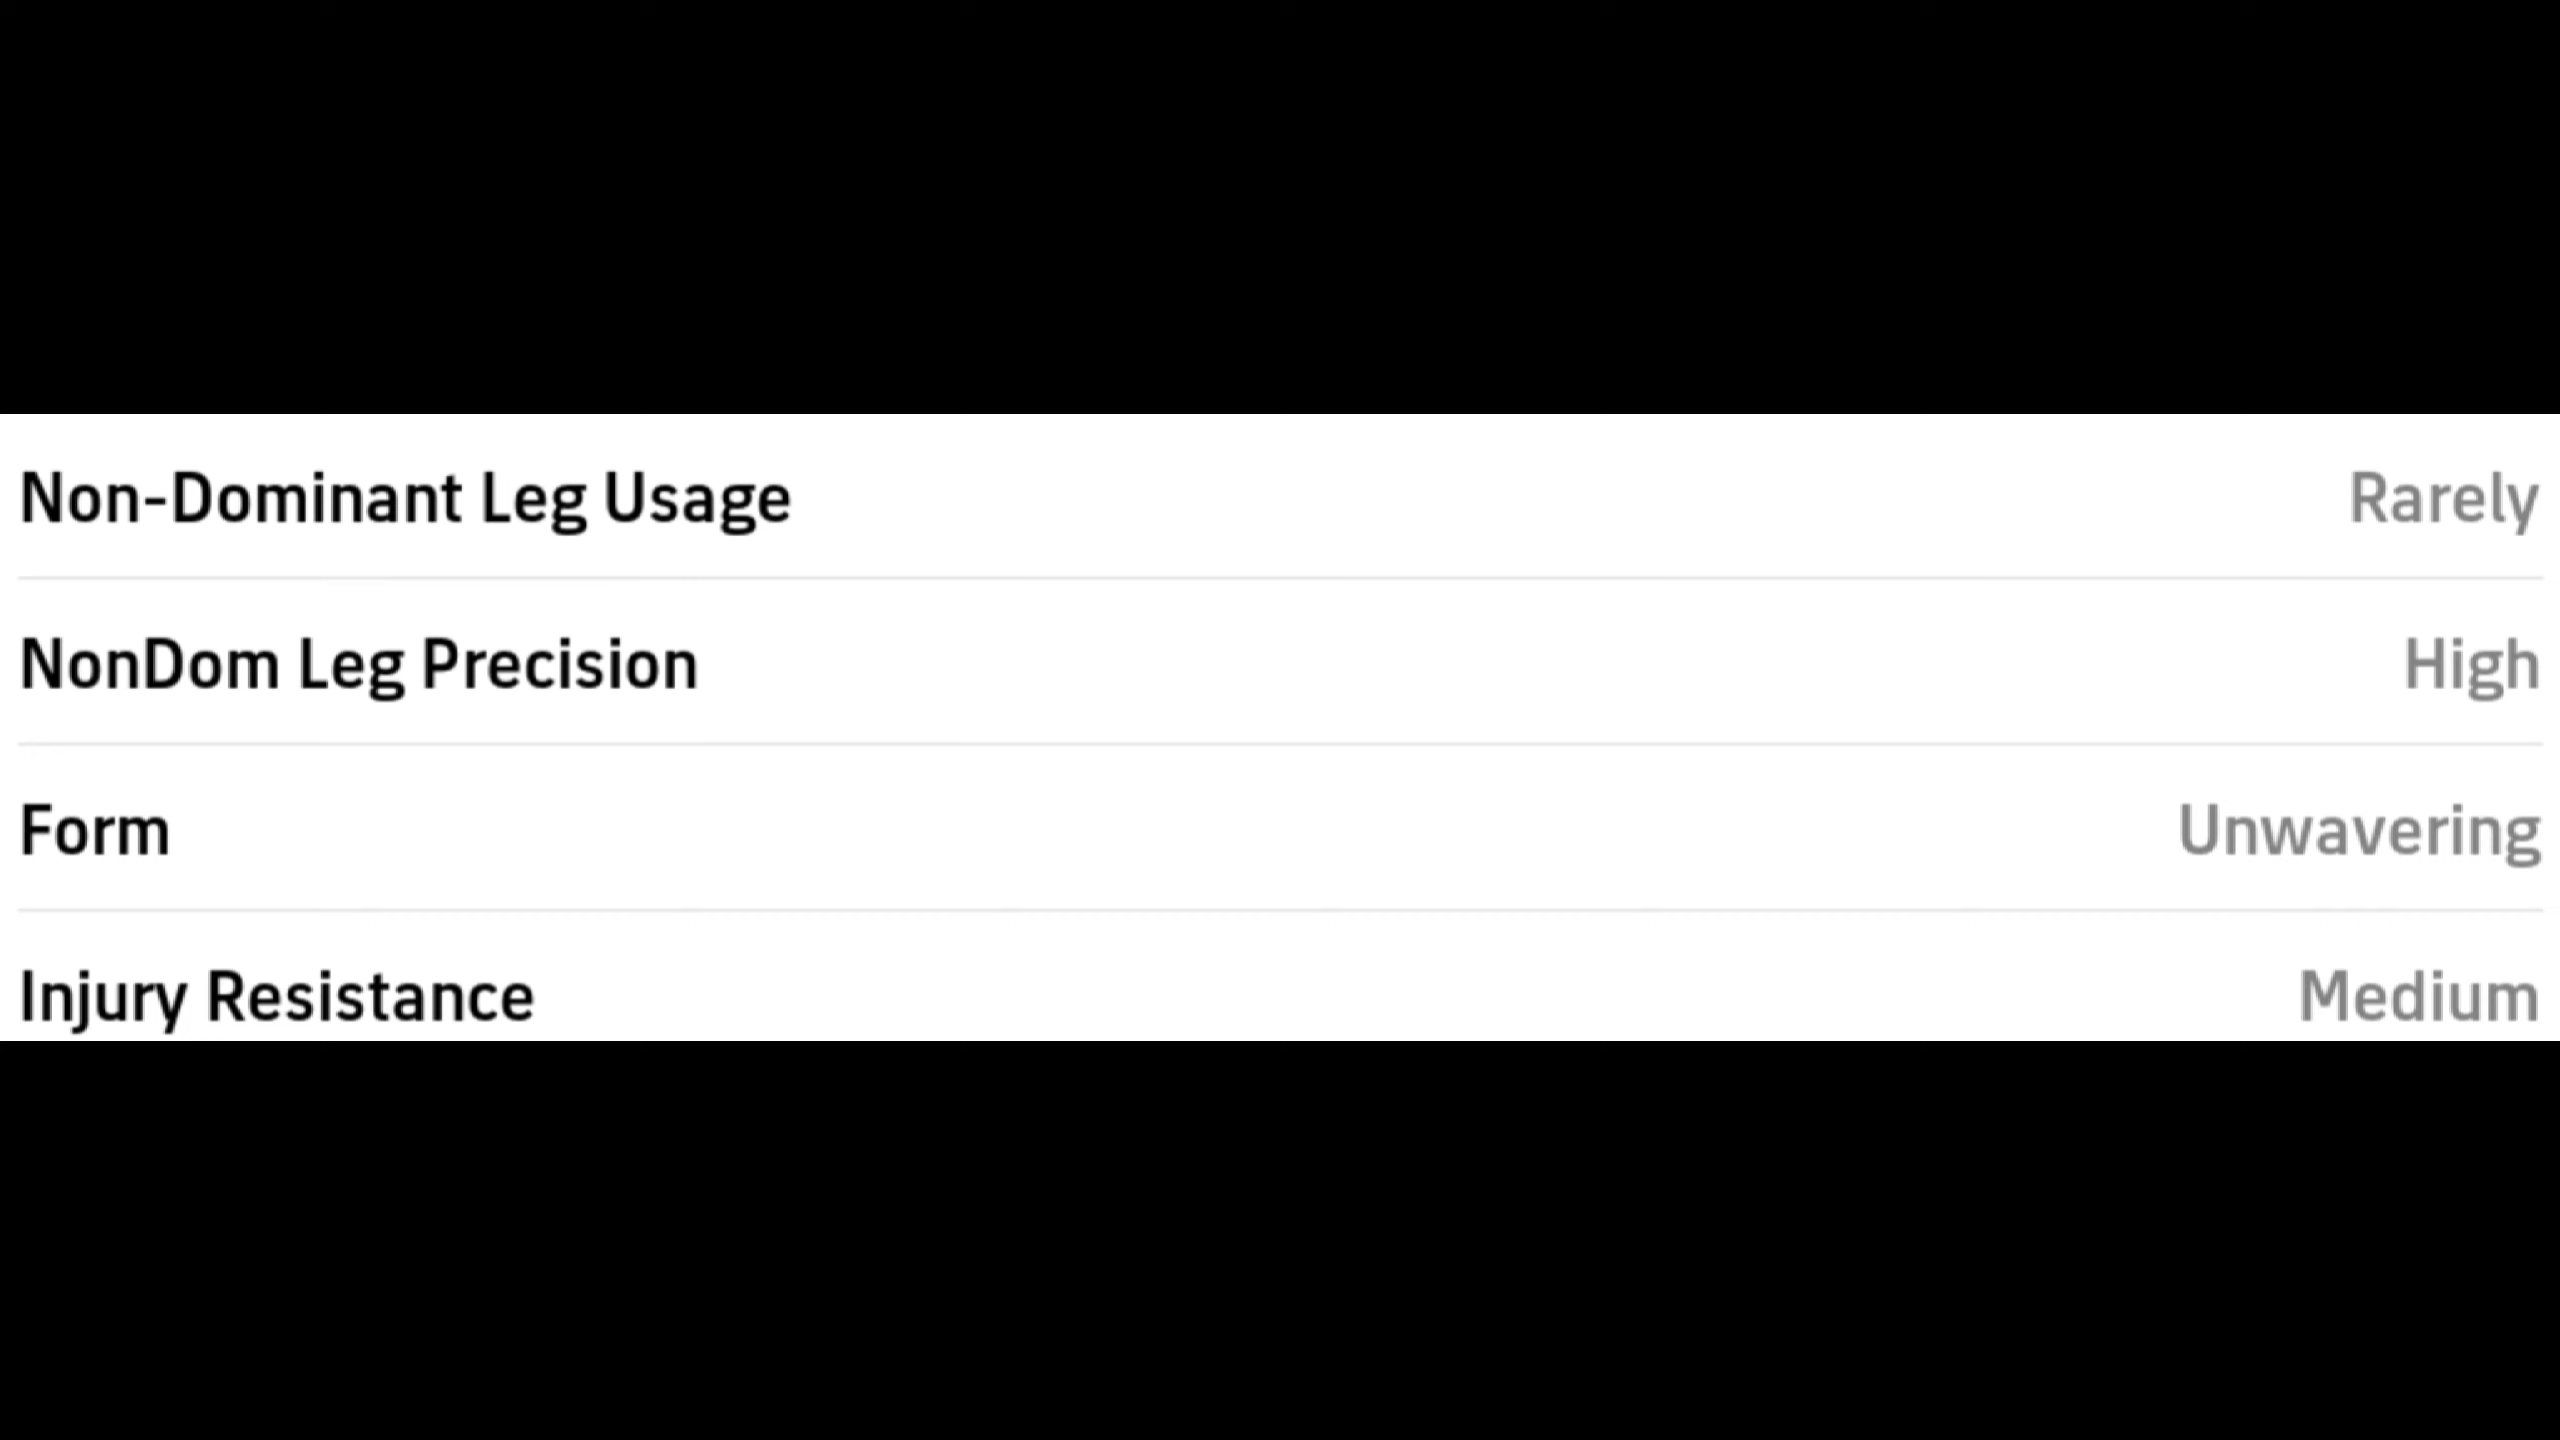 Non-Dominant Leg Usage Rarely
NonDom Leg Precision High
Form Unwavering
Injury Resistance Medium